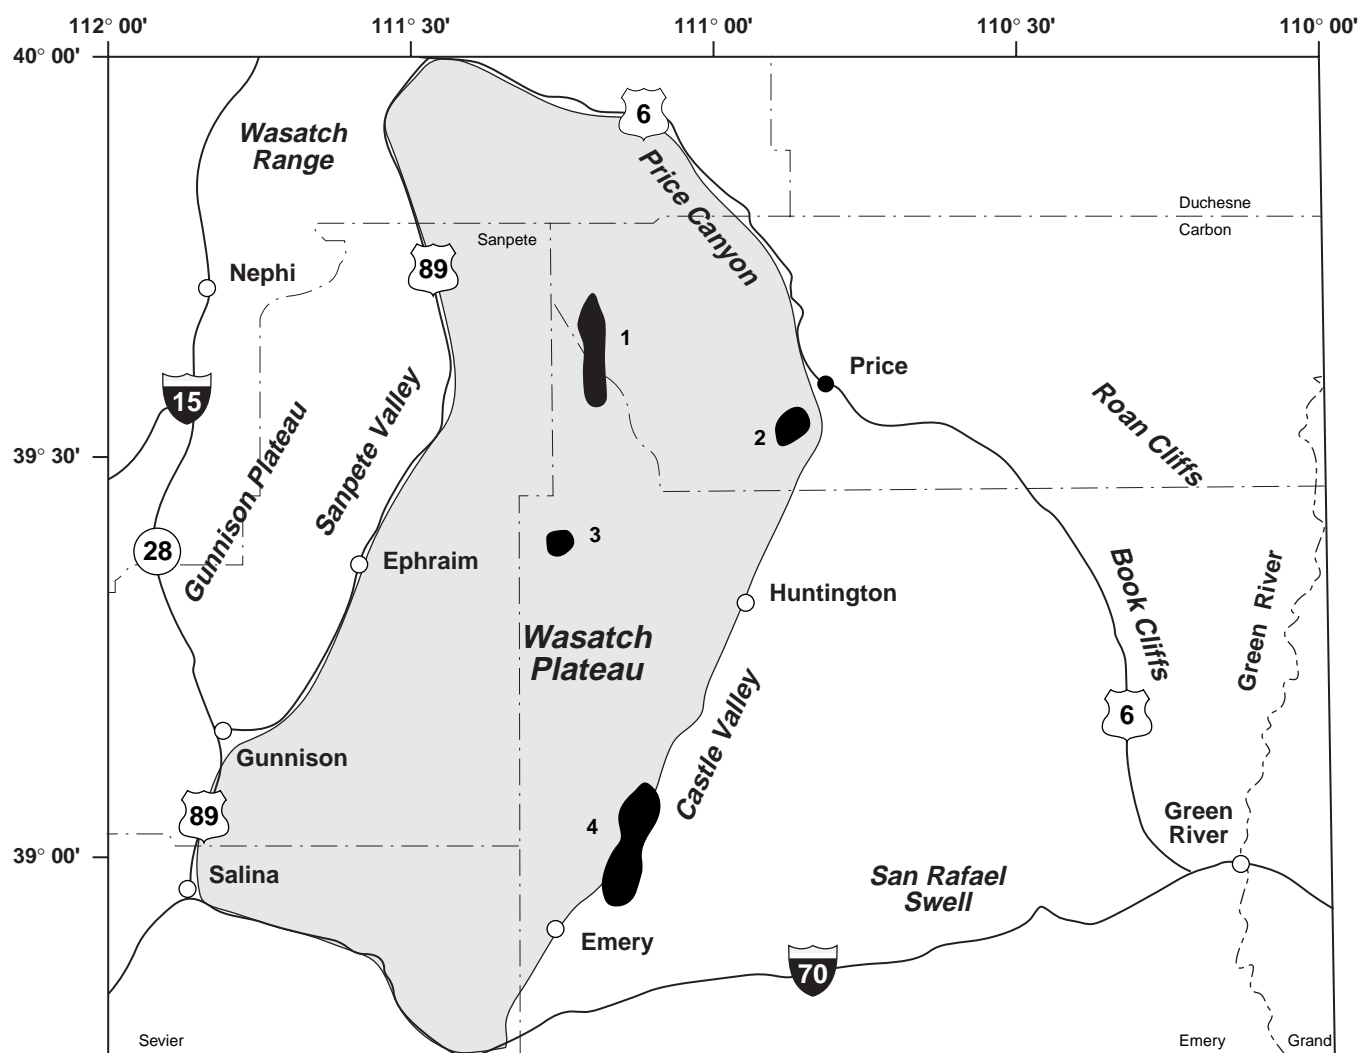 112° 00'
111° 30'
111° 00'
110° 30'
110° 00'
40° 00'
6
Wasatch
Range
Price Canyon
Duchesne
Carbon
Sanpete
89
Nephi
1
Price
15
Sanpete Valley
Gunnison Plateau
Roan Cliffs
2
39° 30'
3
28
Ephraim
Huntington
Book Cliffs
Green River
Wasatch
Plateau
Castle Valley
6
Gunnison
89
4
Green
River
39° 00'
Salina
San Rafael
Swell
Emery
70
Sevier
Emery
Grand